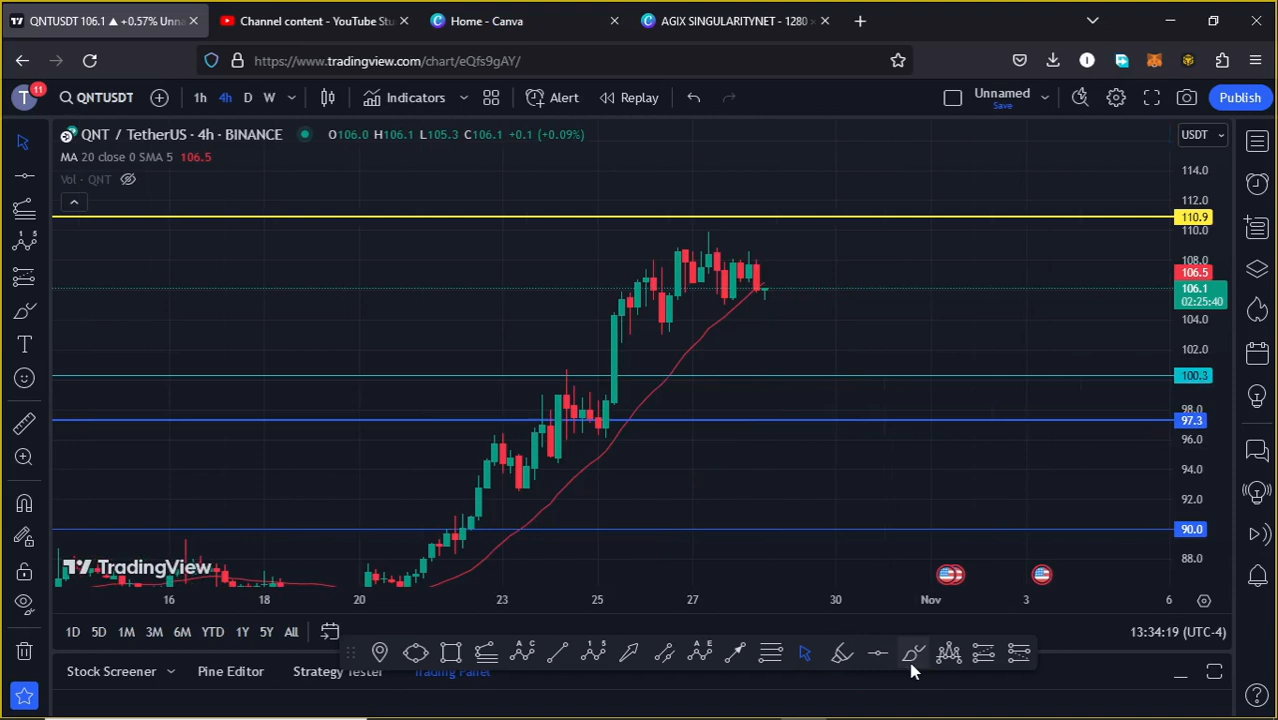 QNTUSDT 106.1 ▲ +0.57% Unna
Channel content - YouTube Stu
Home - Canva
AGIX SINGULARITYNET - 1280 ×
https://www.tradingview.com/chart/eQfs9gAY/
T
11
QNTUSDT
1h
4h
D
W
Indicators
Alert
Replay
Unnamed
Save
Publish
QNT / TetherUS · 4h · BINANCE
O106.0 H106.1 L105.3 C106.1 +0.1 (+0.09%)
USDT
MA 20 close 0 SMA 5 106.5
Vol · QNT
114.0
112.0
110.9
110.0
108.0
106.5
106.1
02:25:40
104.0
102.0
100.3
98.0
97.3
96.0
94.0
92.0
90.0
88.0
TradingView
16
18
20
23
25
27
30
Nov
3
6
1D
5D
1M
3M
6M
YTD
1Y
5Y
All
13:34:19 (UTC-4)
Stock Screener
Pine Editor
Strategy Tester
Trading Panel